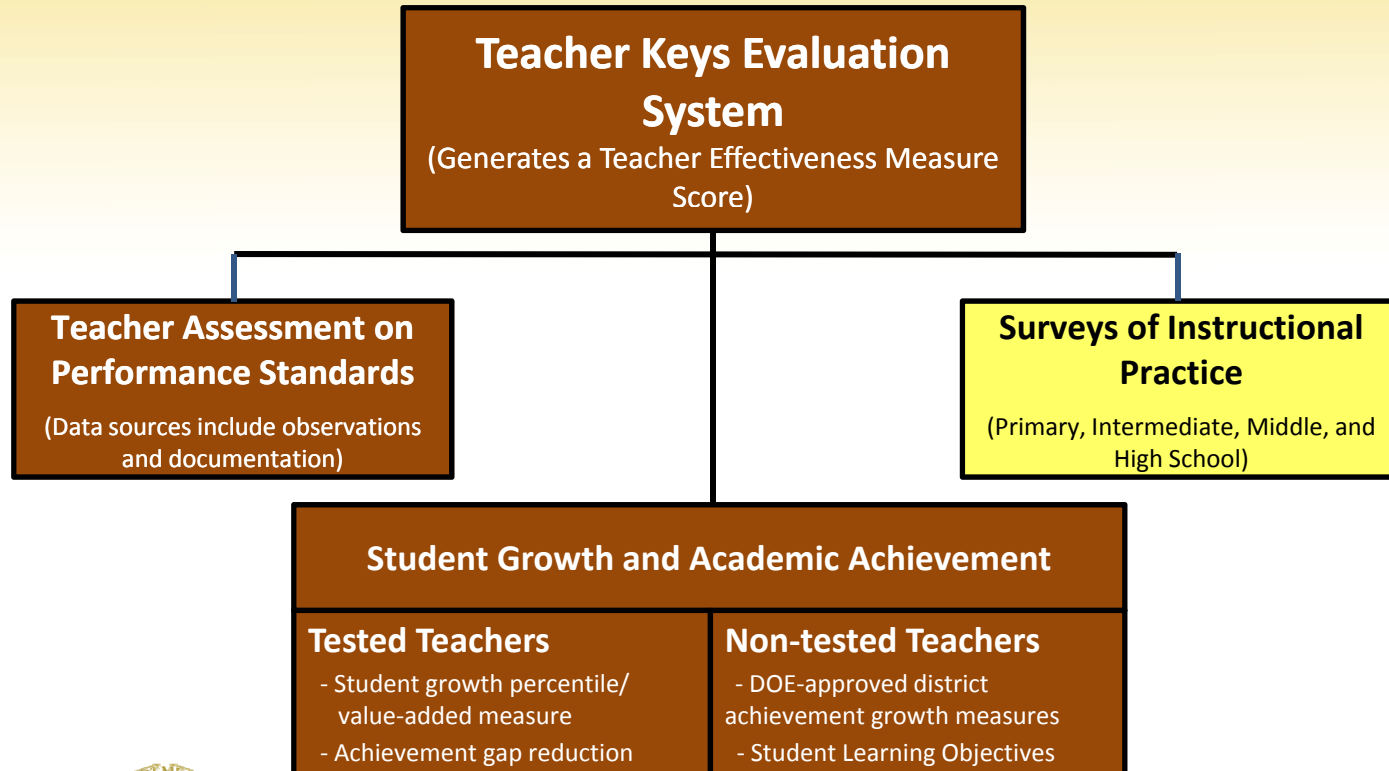 Teacher Keys Evaluation
System
(Generates a Teacher Effectiveness Measure
Score)
Teacher Assessment on
Performance Standards
(Data sources include observations
and documentation)
Surveys of Instructional
Practice
(Primary, Intermediate, Middle, and
High School)
Student Growth and Academic Achievement
Tested Teachers
- Student growth percentile/
value-added measure
- Achievement gap reduction
Non-tested Teachers
- DOE-approved district
achievement growth measures
- Student Learning Objectives